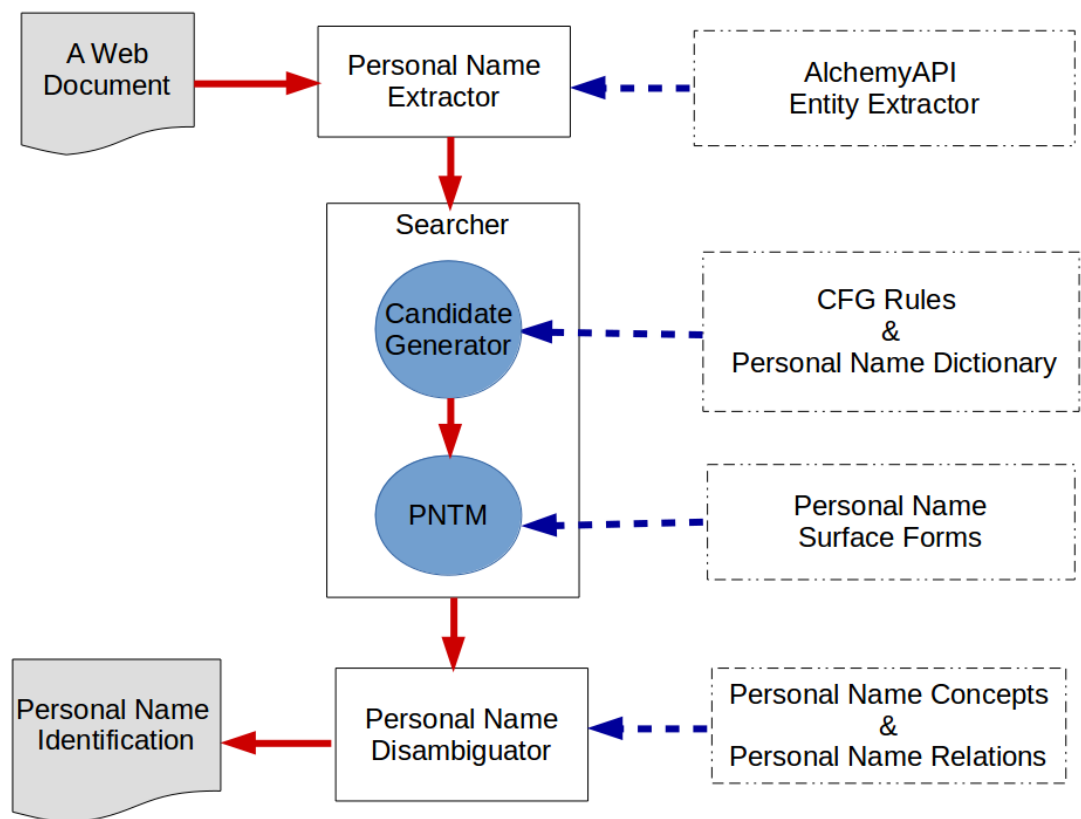 A Web
Document
Personal Name
Extractor
AlchemyAPI
Entity Extractor
Searcher
Candidate
Generator
CFG Rules
&
Personal Name Dictionary
PNTM
Personal Name
Surface Forms
Personal Name
Identification
Personal Name
Disambiguator
Personal Name Concepts
&
Personal Name Relations